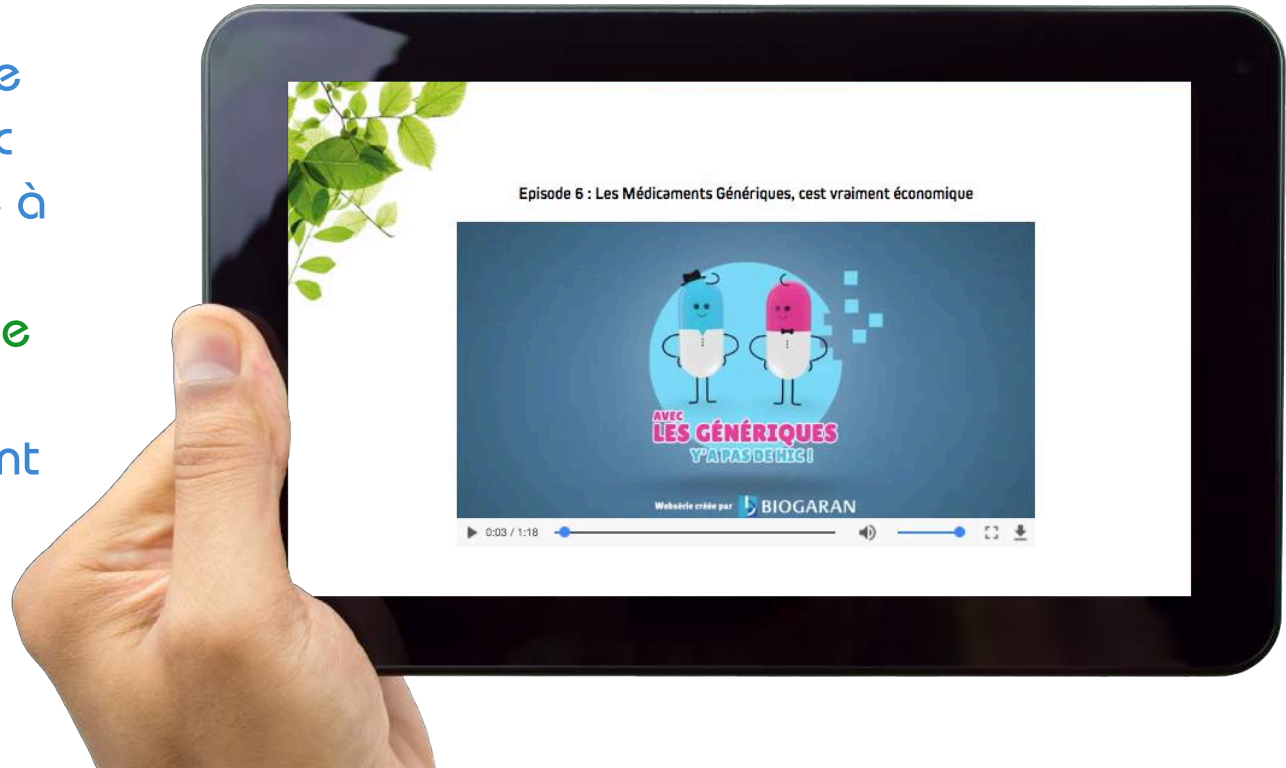 e
c
à
e
nt
Episode 6 : Les Médicaments Génériques, cest vraiment économique
AVEC
LES GÉNÉRIQUES
Y'A PAS DE HIC !
Websérie créée par BIOGARAN
0:03 / 1:18